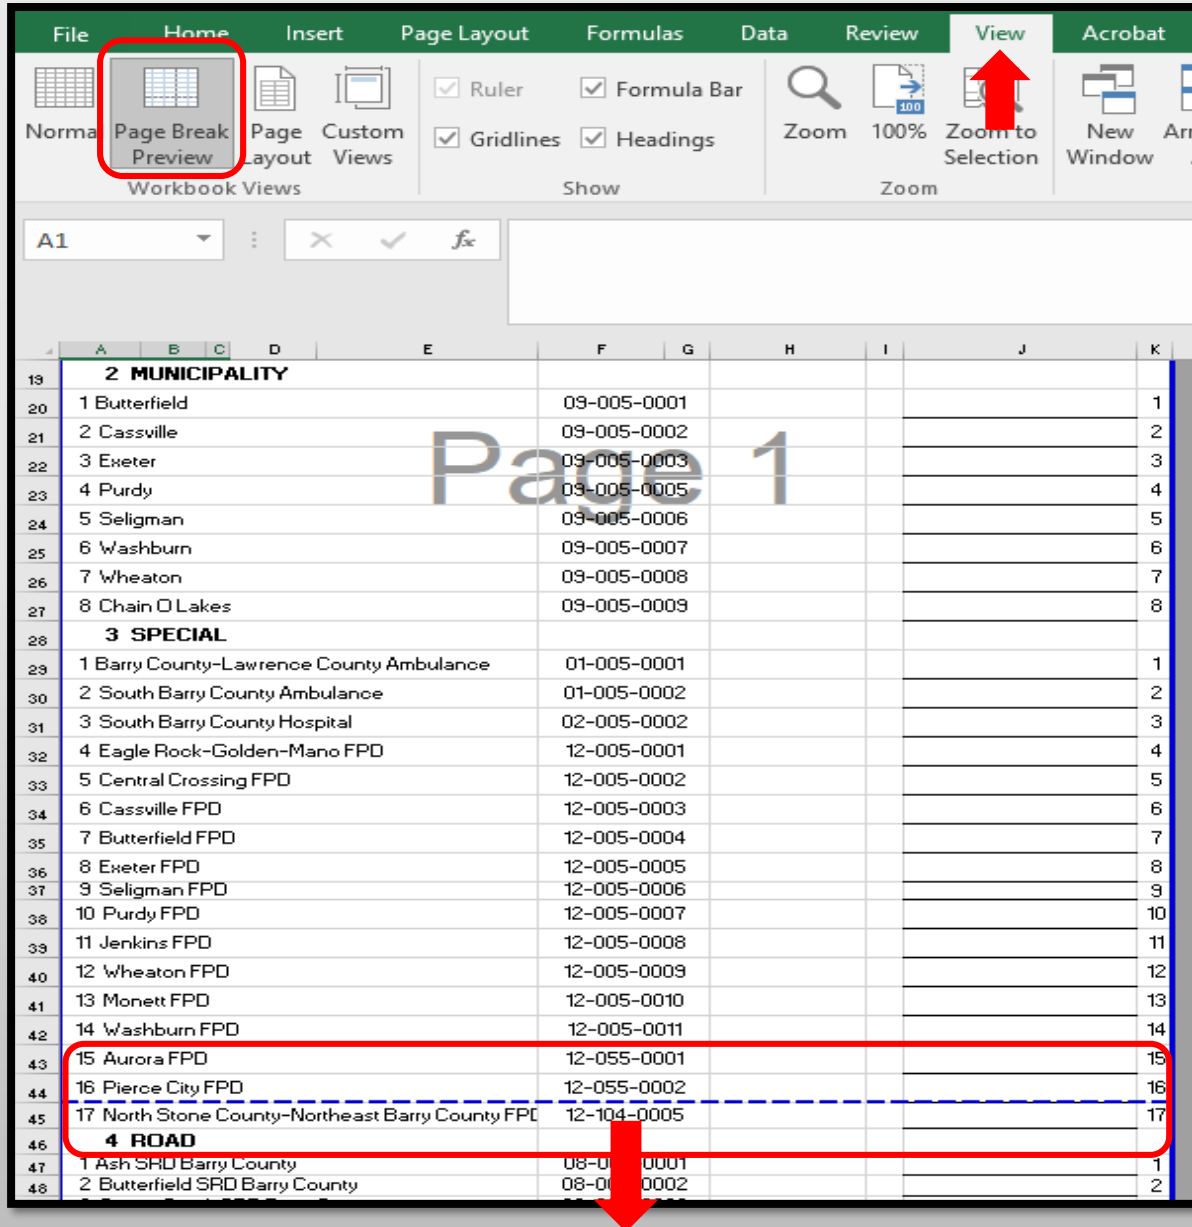 File Home Insert Page Layout Formulas Data Review View Acrobat
Ruler Formula Bar
100
Normal Page Break Preview Page Layout Custom Views Gridlines Headings Zoom 100% Zoom to Selection New Window
Workbook Views Show Zoom
A1 fx
A B C D E F G H I J K
19 2 MUNICIPALITY
20 1 Butterfield 09-005-0001 1
21 2 Cassville 09-005-0002 2
22 3 Exeter 09-005-0003 3
Page 1
23 4 Purdy 09-005-0005 4
24 5 Seligman 09-005-0006 5
25 6 Washburn 09-005-0007 6
26 7 Wheaton 09-005-0008 7
27 8 Chain O Lakes 09-005-0009 8
28 3 SPECIAL
29 1 Barry County-Lawrence County Ambulance 01-005-0001 1
30 2 South Barry County Ambulance 01-005-0002 2
31 3 South Barry County Hospital 02-005-0002 3
32 4 Eagle Rock-Golden-Mano FPD 12-005-0001 4
33 5 Central Crossing FPD 12-005-0002 5
34 6 Cassville FPD 12-005-0003 6
35 7 Butterfield FPD 12-005-0004 7
36 8 Exeter FPD 12-005-0005 8
37 9 Seligman FPD 12-005-0006 9
38 10 Purdy FPD 12-005-0007 10
39 11 Jenkins FPD 12-005-0008 11
40 12 Wheaton FPD 12-005-0009 12
41 13 Monett FPD 12-005-0010 13
42 14 Washburn FPD 12-005-0011 14
43 15 Aurora FPD 12-055-0001 15
44 16 Pierce City FPD 12-055-0002 16
45 17 North Stone County-Northeast Barry County FPD 12-104-0005 17
46 4 ROAD
47 1 Ash SRD Barry County 1
48 2 Butterfield SRD Barry County 2